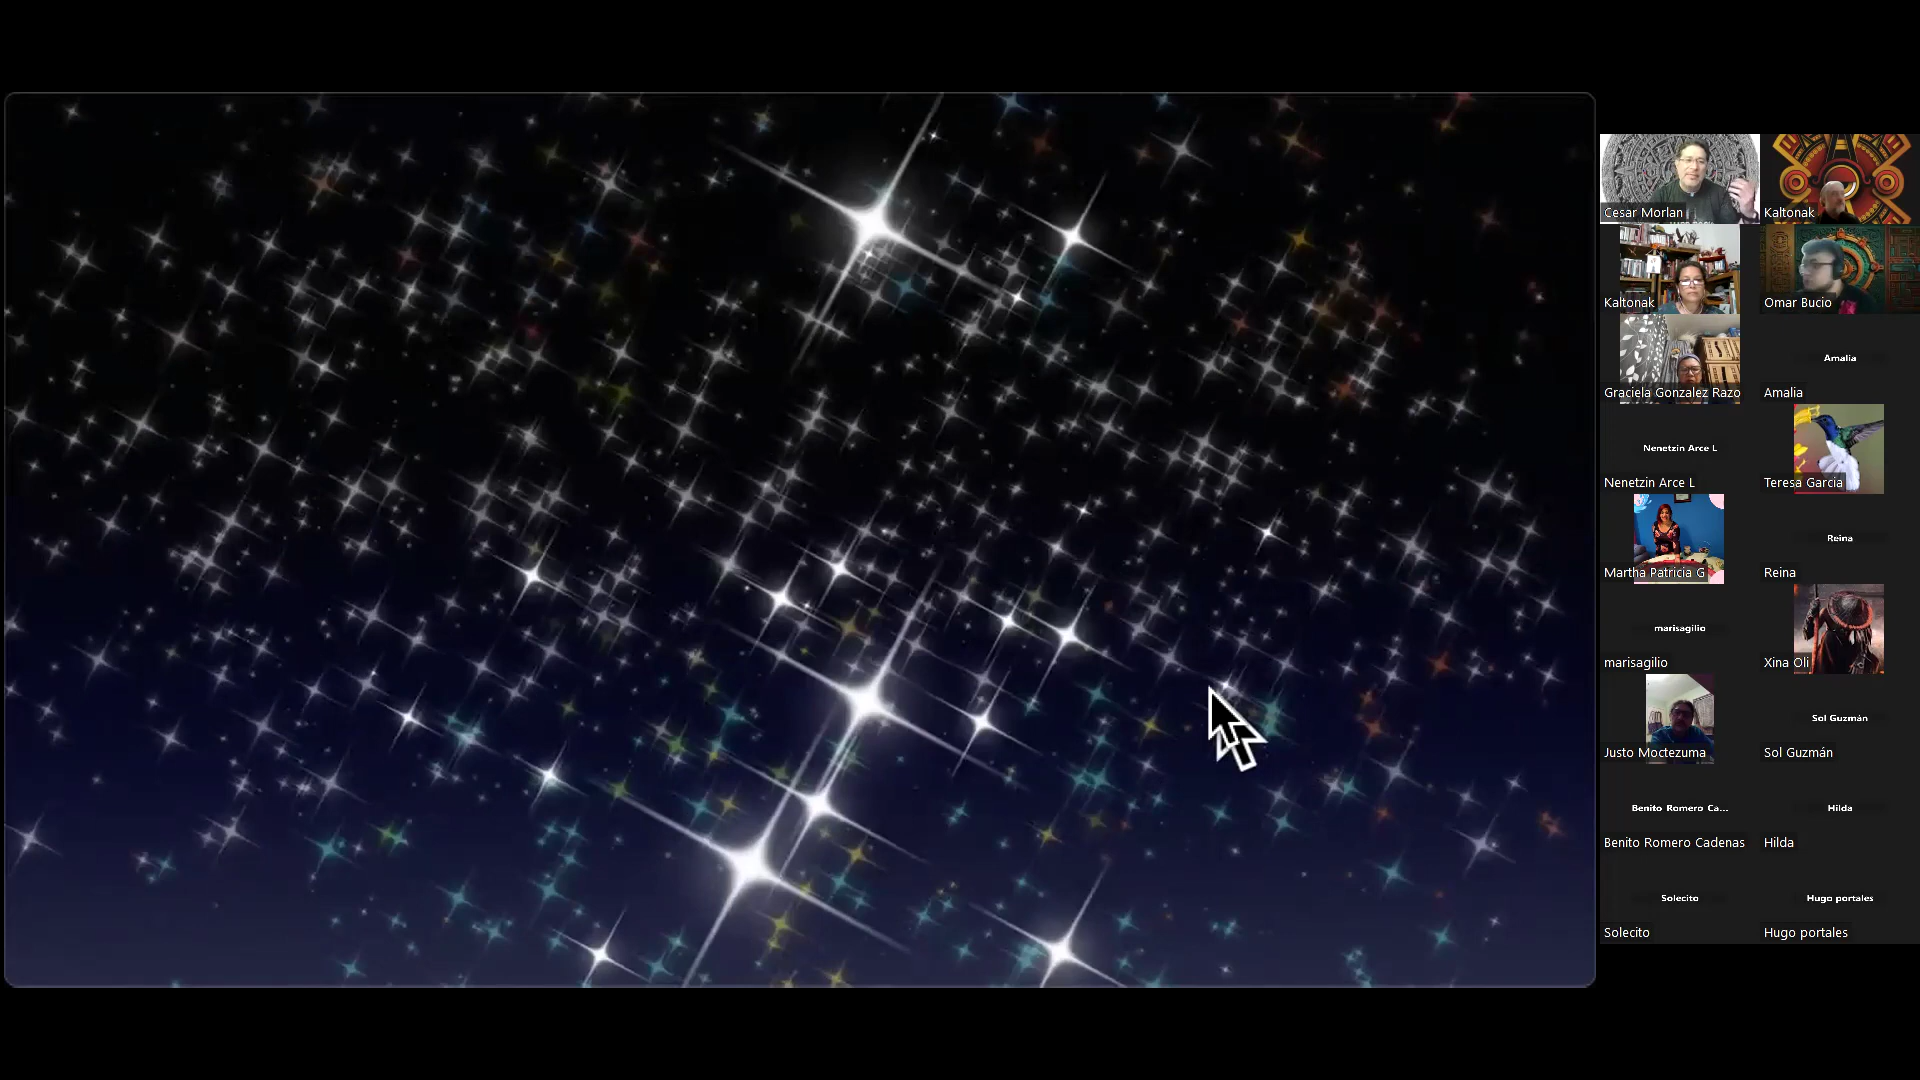 Cesar Morlan
Kaltonak
Kaltonak
Omar Bucio
Graciela Gonzalez Razo
Amalia
Amalia
Nenetzin Arce L
Nenetzin Arce L
Teresa Garcia
Martha Patricia G
Reina
Reina
marisagilio
marisagilio
Xina Oli
Justo Moctezuma
Sol Guzmán
Sol Guzmán
Benito Romero Ca...
Benito Romero Cadenas
Hilda
Hilda
Solecito
Solecito
Hugo portales
Hugo portales